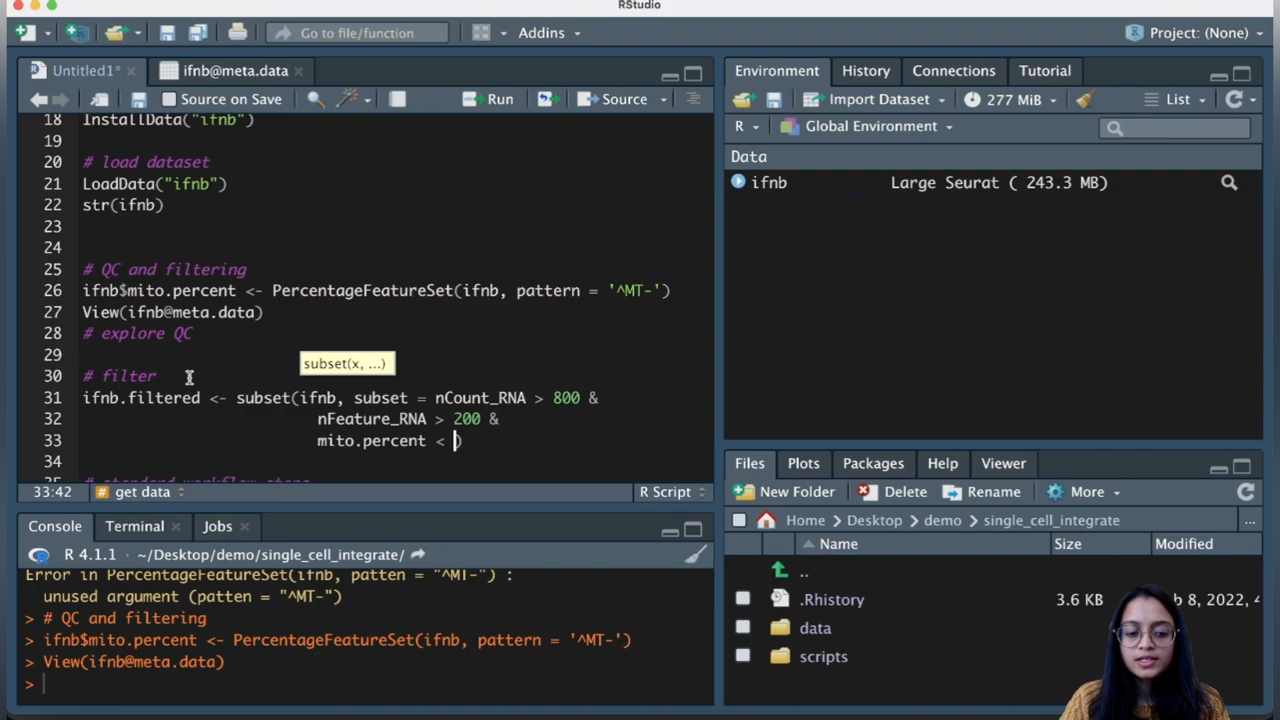 RStudio
Go to file/function
Addins
Project: (None)
Untitled1*
ifnb@meta.data
Source on Save
Run
Source
18 InstallData("ifnb")
19
20 # load dataset
21 LoadData("ifnb")
22 str(ifnb)
23
24
25 # QC and filtering
26 ifnb$mito.percent <- PercentageFeatureSet(ifnb, pattern = '^MT-')
27 View(ifnb@meta.data)
28 # explore QC
29
subset(x, ...)
30 # filter
31 ifnb.filtered <- subset(ifnb, subset = nCount_RNA > 800 &
32 nFeature_RNA > 200 &
33 mito.percent < )
34
# standard workflow steps
33:42
# get data
R Script
Console
Terminal
Jobs
R 4.1.1 · ~/Desktop/demo/single_cell_integrate/
Error in PercentageFeatureSet(ifnb, patten = "^MT-") :
unused argument (patten = "^MT-")
> # QC and filtering
> ifnb$mito.percent <- PercentageFeatureSet(ifnb, pattern = '^MT-')
> View(ifnb@meta.data)
>
Environment
History
Connections
Tutorial
Import Dataset
277 MiB
List
R
Global Environment
Data
ifnb
Large Seurat ( 243.3 MB)
Files
Plots
Packages
Help
Viewer
New Folder
Delete
Rename
More
Home
Desktop
demo
single_cell_integrate
...
Name
Size
Modified
..
.Rhistory
3.6 KB
b 8, 2022, 4
data
scripts